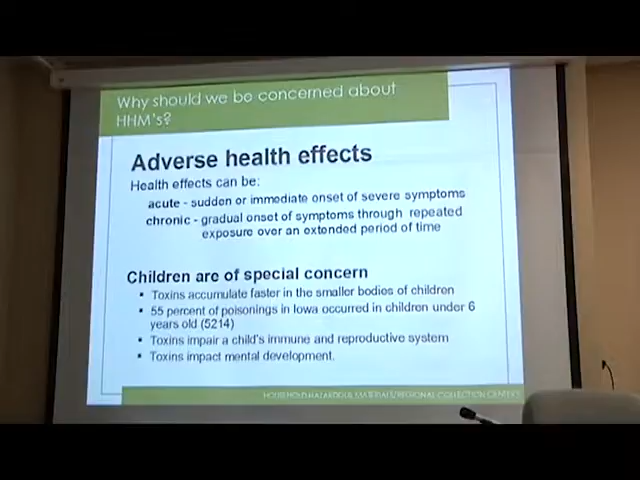 Why should we be concerned about
HHM's?
Adverse health effects
Health effects can be:
acute - sudden or immediate onset of severe symptoms
chronic - gradual onset of symptoms through repeated
exposure over an extended period of time
Children are of special concern
▪ Toxins accumulate faster in the smaller bodies of children
▪ 55 percent of poisonings in Iowa occurred in children under 6
years old (5214)
▪ Toxins impair a child's immune and reproductive system
▪ Toxins impact mental development.
HOUSEHOLD HAZARDOUS MATERIALS/REGIONAL COLLECTION CENTERS